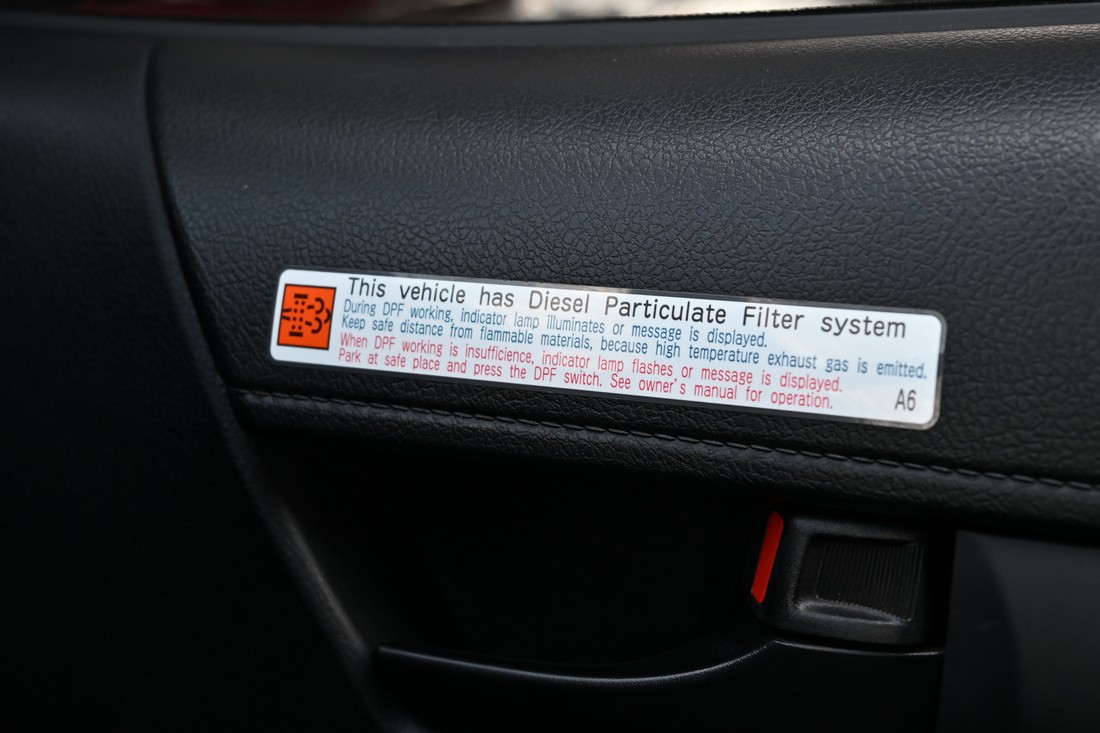 This vehicle has Diesel Particulate Filter system
During DPF working, indicator lamp illuminates or message is displayed.
Keep safe distance from flammable materials, because high temperature exhaust gas is emitted.
When DPF working is insufficience, indicator lamp flashes or message is displayed.
Park at safe place and press the DPF switch. See owner's manual for operation.
A6